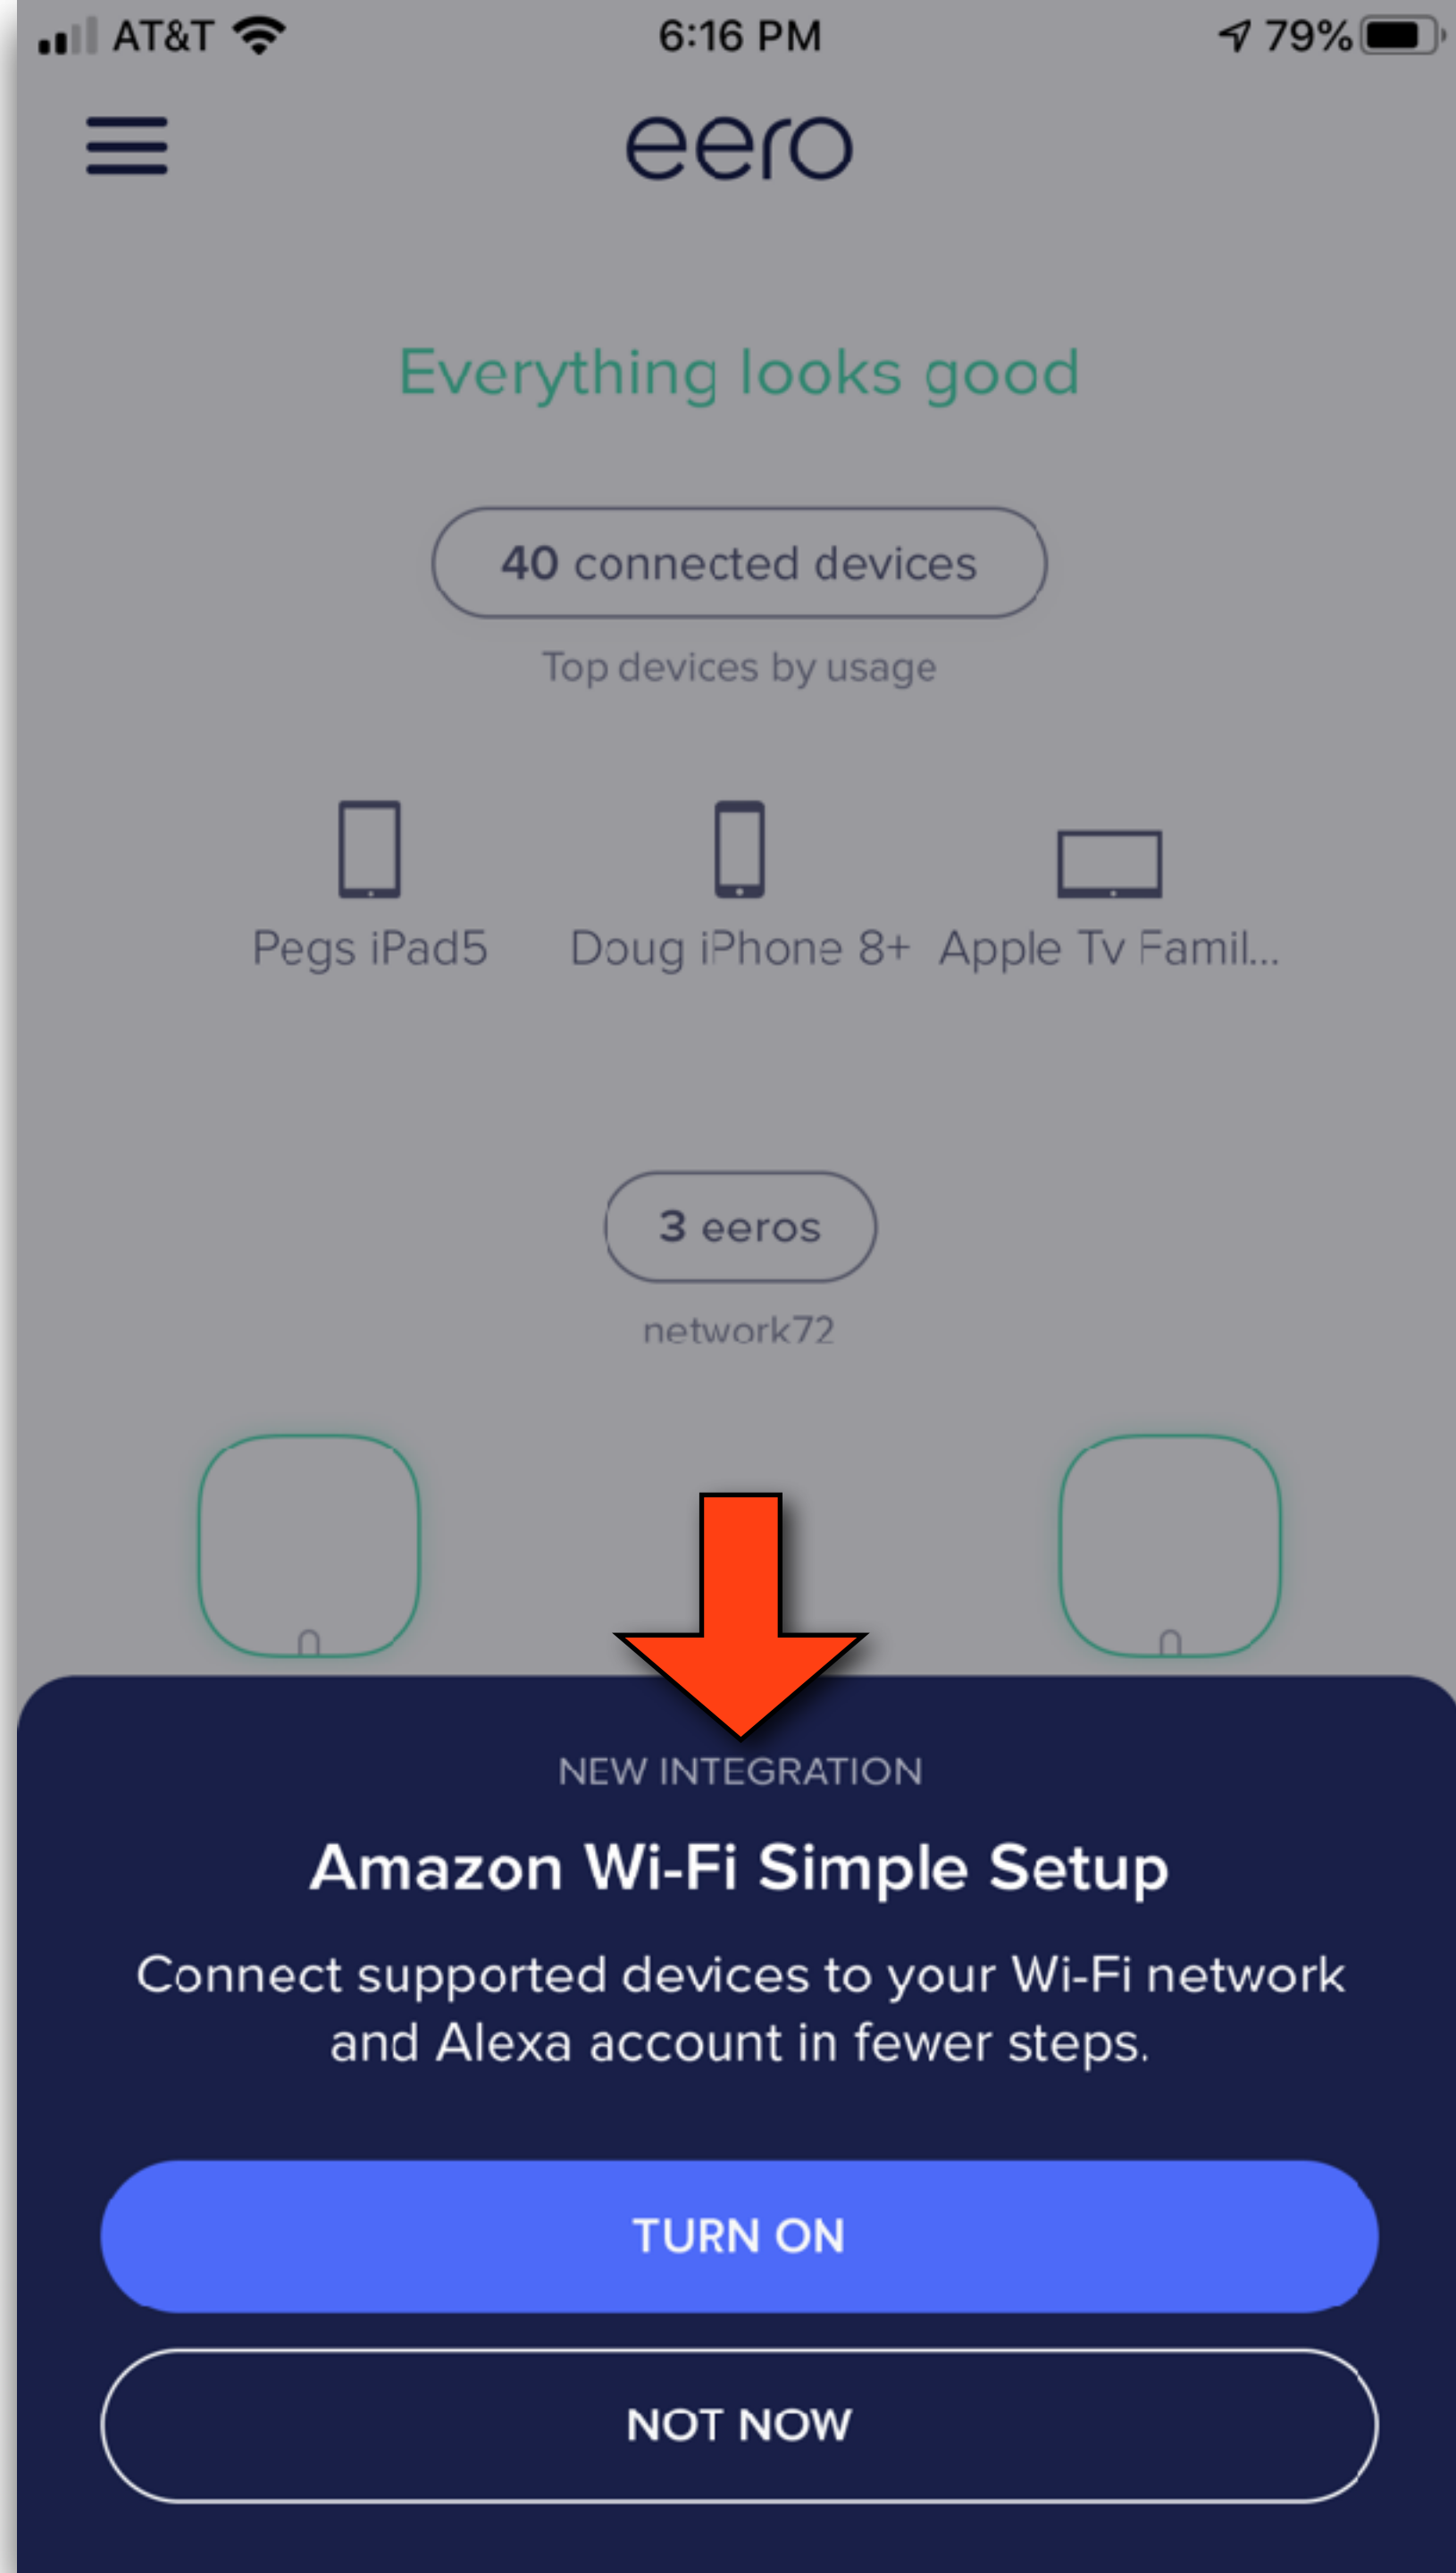 AT&T 6:16 PM 79%
eero
Everything looks good
40 connected devices
Top devices by usage
Pegs iPad5 Doug iPhone 8+ Apple Tv Famil...
3 eeros
network72
NEW INTEGRATION
Amazon Wi-Fi Simple Setup
Connect supported devices to your Wi-Fi network
and Alexa account in fewer steps.
TURN ON
NOT NOW